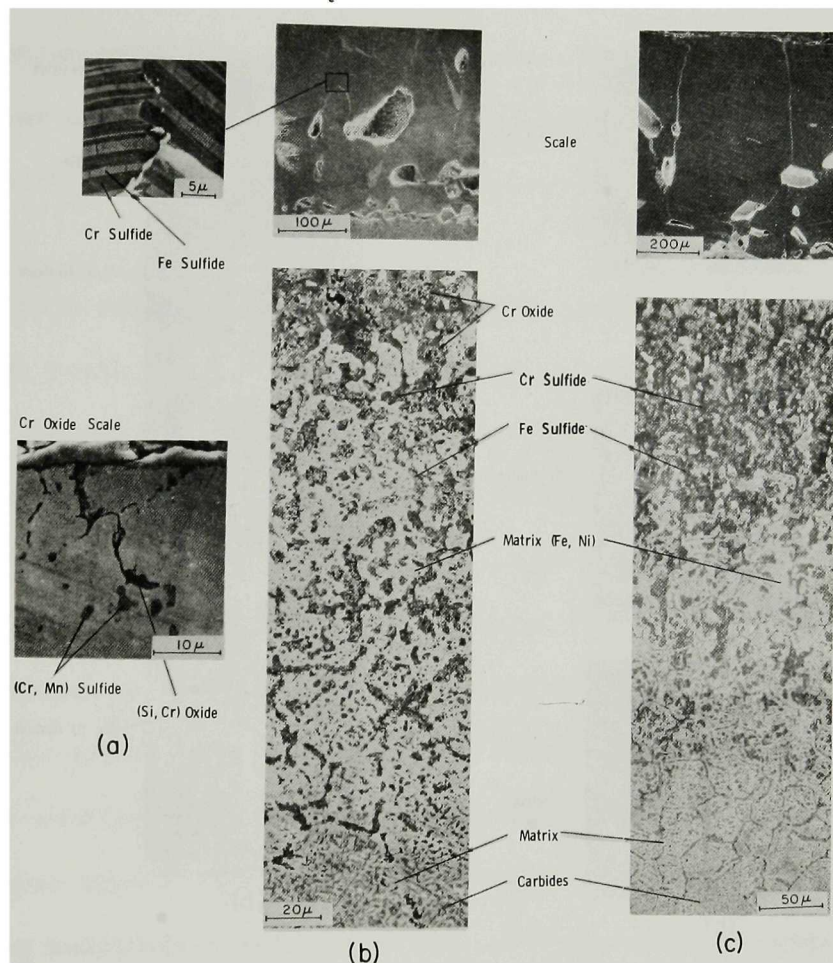 5μ
Cr Sulfide
Fe Sulfide
100μ
Scale
200μ
Cr Oxide
Cr Sulfide
Fe Sulfide
Matrix (Fe, Ni)
Matrix
Carbides
20μ
50μ
Cr Oxide Scale
10μ
(Cr, Mn) Sulfide
(Si, Cr) Oxide
(a)
(b)
(c)